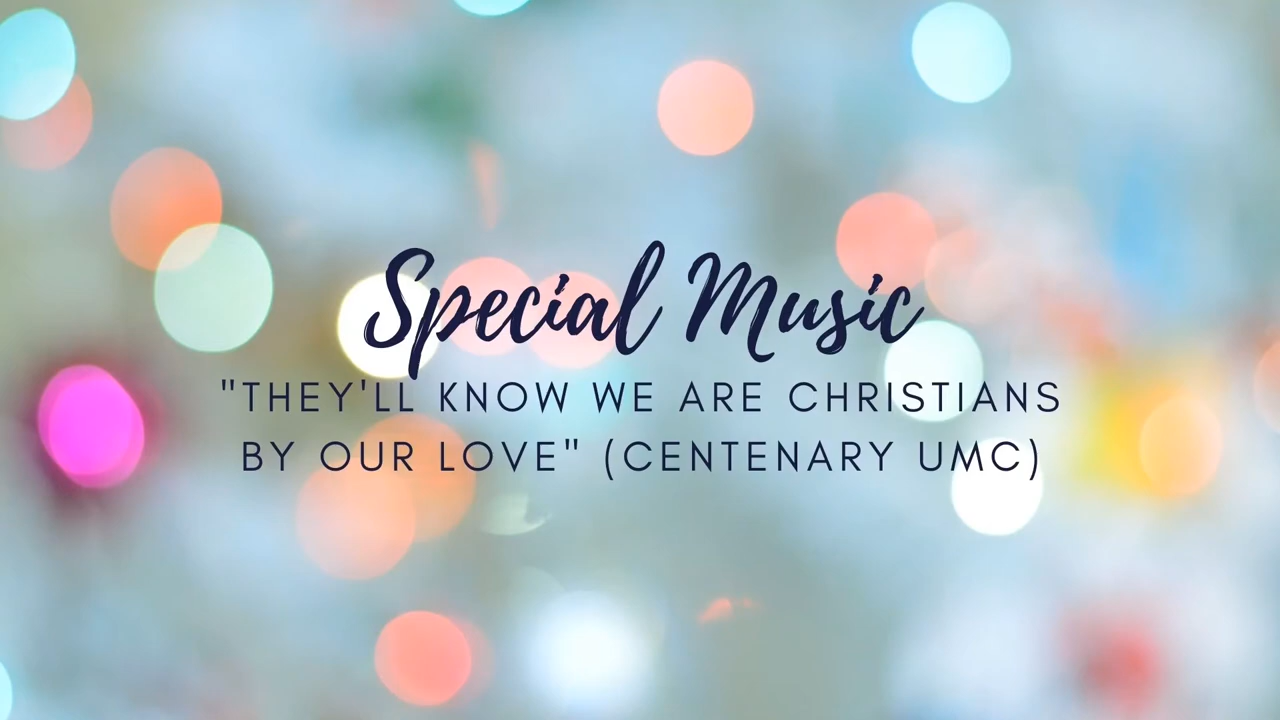 Special Music
"THEY'LL KNOW WE ARE CHRISTIANS
BY OUR LOVE" (CENTENARY UMC)